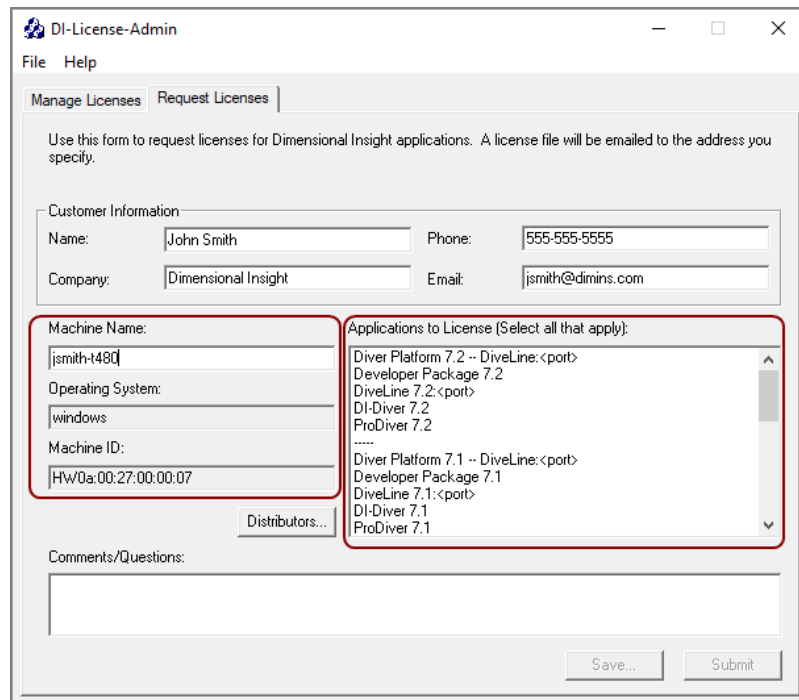 DI-License-Admin
File Help
Manage Licenses Request Licenses
Use this form to request licenses for Dimensional Insight applications. A license file will be emailed to the address you
specify.
Customer Information
Name: John Smith Phone: 555-555-5555
Company: Dimensional Insight Email: jsmith@dimins.com
Machine Name:
jsmith-t480
Operating System:
windows
Machine ID:
HW0a:00:27:00:00:07
Distributors...
Applications to License (Select all that apply):
Diver Platform 7.2 -- DiveLine:<port>
Developer Package 7.2
DiveLine 7.2:<port>
DI-Diver 7.2
ProDiver 7.2
-----
Diver Platform 7.1 -- DiveLine:<port>
Developer Package 7.1
DiveLine 7.1:<port>
DI-Diver 7.1
ProDiver 7.1
Comments/Questions:
Save... Submit